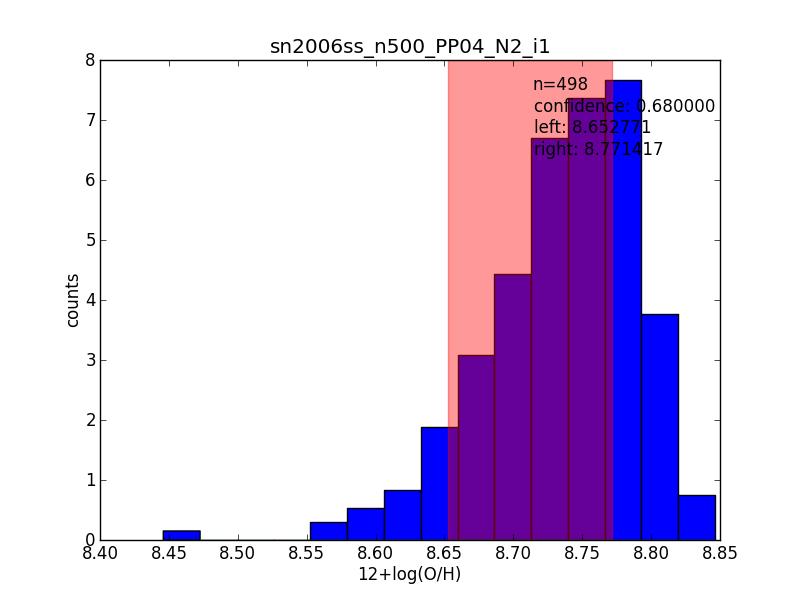 sn2006ss_n500_PP04_N2_i1
8
7
6
5
4
3
2
1
0
counts
n=498
confidence: 0.680000
left: 8.652771
right: 8.771417
8.40 8.45 8.50 8.55 8.60 8.65 8.70 8.75 8.80 8.85
12+log(O/H)